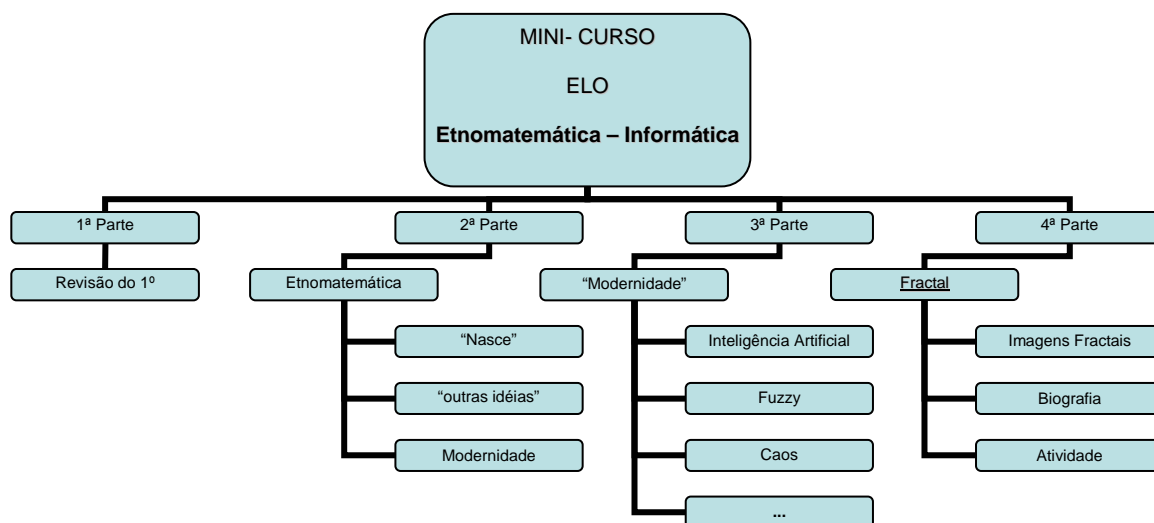 MINI- CURSO
ELO
Etnomatemática – Informática
1ª Parte
2ª Parte
3ª Parte
4ª Parte
Revisão do 1º
Etnomatemática
“Modernidade”
Fractal
“Nasce”
Inteligência Artificial
Imagens Fractais
“outras idéias”
Fuzzy
Biografia
Modernidade
Caos
Atividade
...